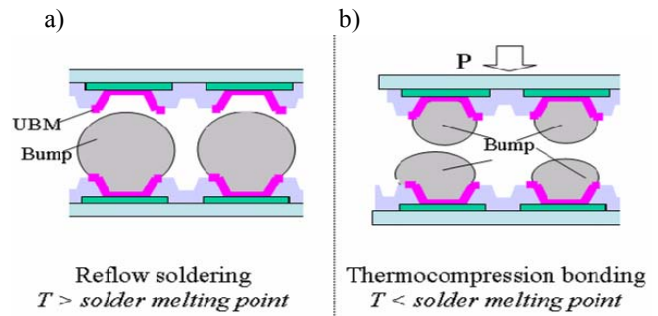 a)
b)
P
UBM
Bump
Bump
Reflow soldering
T > solder melting point
Thermocompression bonding
T < solder melting point